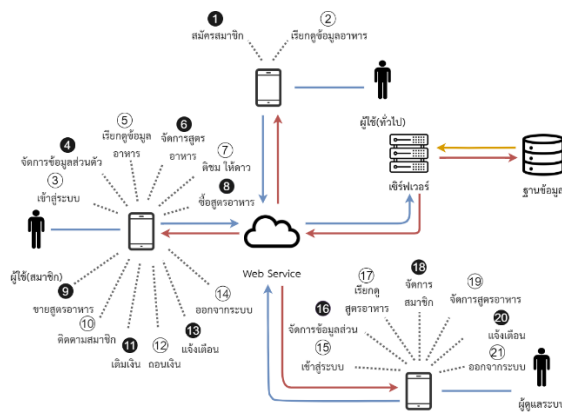 1
2
สมัครสมาชิก
เรียกดูข้อมูลอาหาร
ผู้ใช้(ทั่วไป)
5
6
เรียกดูข้อมูล
อาหาร
จัดการสูตร
อาหาร
4
7
จัดการข้อมูลส่วนตัว
ติชม ให้ดาว
3
8
เข้าสู่ระบบ
ซื้อสูตรอาหาร
เซิร์ฟเวอร์
ฐานข้อมูล
Web Service
ผู้ใช้(สมาชิก)
9
ขายสูตรอาหาร
10
ติดตามสมาชิก
11
เติมเงิน
12
ถอนเงิน
13
แจ้งเตือน
14
ออกจากระบบ
17
เรียกดู
สูตรอาหาร
18
จัดการ
สมาชิก
19
จัดการสูตรอาหาร
16
จัดการข้อมูลส่วน
20
แจ้งเตือน
15
เข้าสู่ระบบ
21
ออกจากระบบ
ผู้ดูแลระบบ